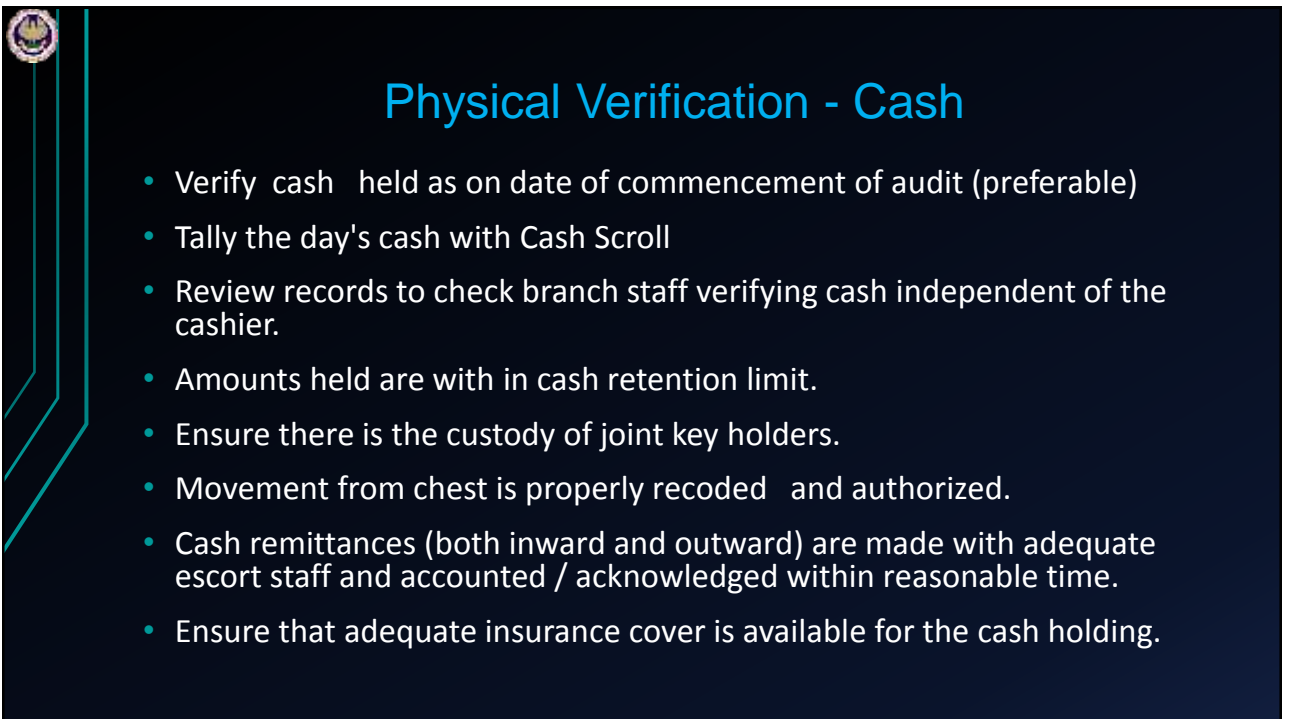 Physical Verification - Cash
• Verify cash held as on date of commencement of audit (preferable)
• Tally the day's cash with Cash Scroll
• Review records to check branch staff verifying cash independent of the
cashier.
• Amounts held are with in cash retention limit.
• Ensure there is the custody of joint key holders.
• Movement from chest is properly recoded and authorized.
• Cash remittances (both inward and outward) are made with adequate
escort staff and accounted / acknowledged within reasonable time.
• Ensure that adequate insurance cover is available for the cash holding.